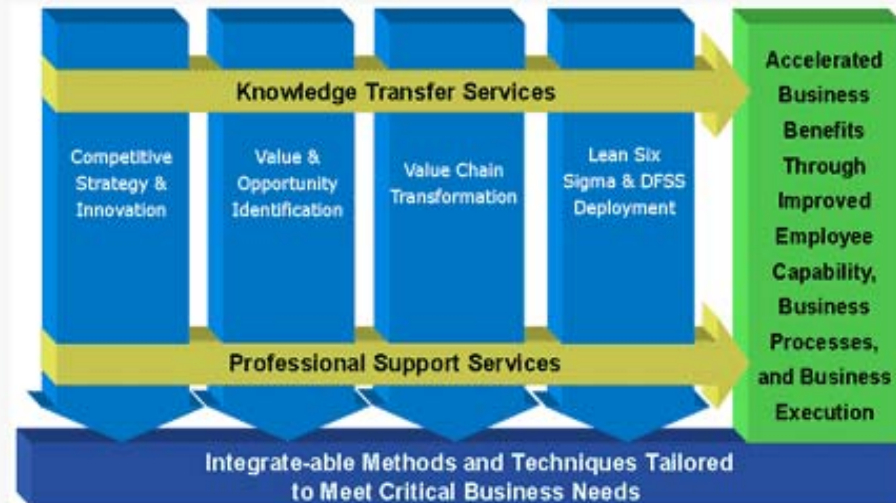 Knowledge Transfer Services
Competitive
Strategy &
Innovation
Value &
Opportunity
Identification
Value Chain
Transformation
Lean Six
Sigma & DFSS
Deployment
Professional Support Services
Accelerated
Business
Benefits
Through
Improved
Employee
Capability,
Business
Processes,
and Business
Execution
Integrate-able Methods and Techniques Tailored
to Meet Critical Business Needs